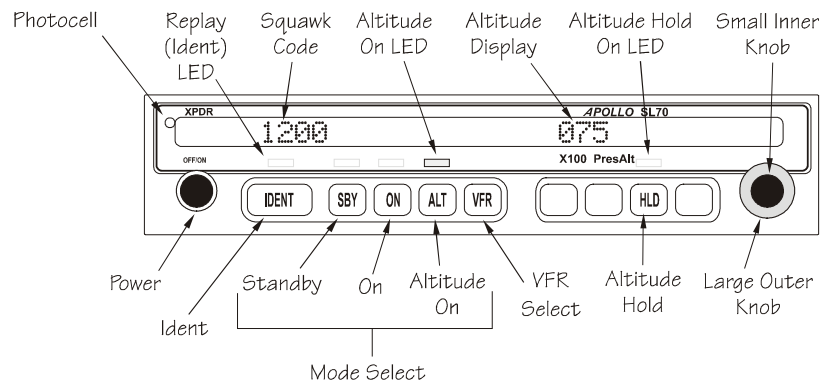 Photocell
Replay
(Ident)
LED
Squawk
Code
Altitude
On LED
Altitude
Display
Altitude Hold
On LED
Small Inner
Knob
XPDR
APOLLO SL70
1200
075
OFF/ON
X100 PresAlt
IDENT
SBY
ON
ALT
VFR
HLD
Power
Ident
Standby
On
Altitude
On
VFR
Select
Altitude
Hold
Large Outer
Knob
Mode Select